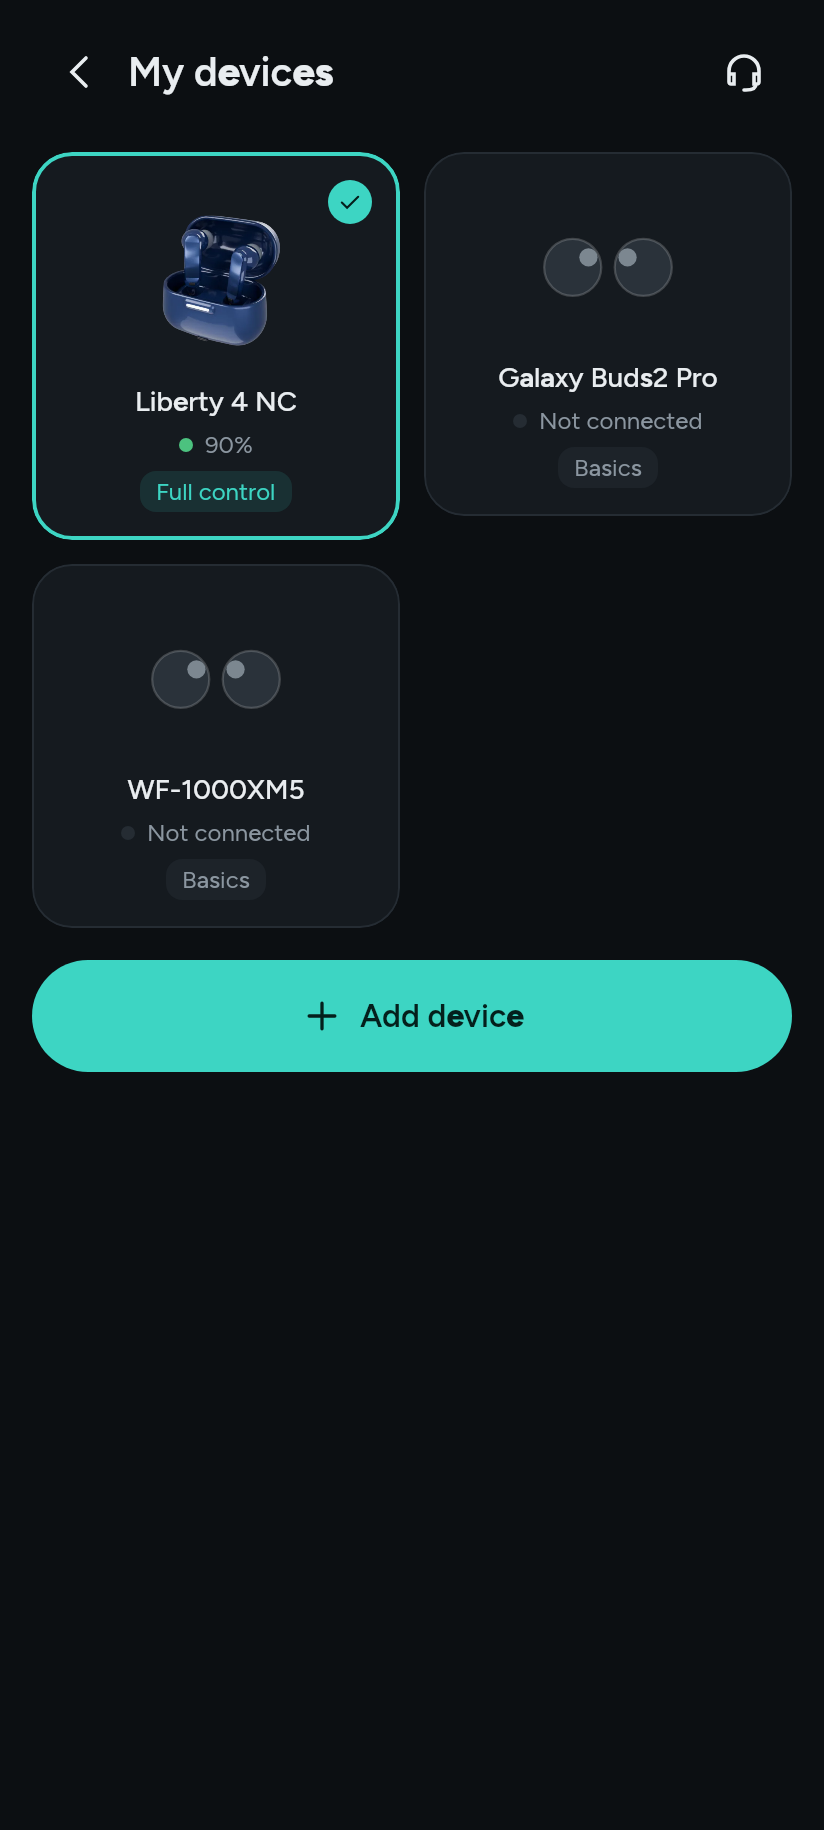 My devices
Liberty 4 NC
90%
Full control
Galaxy Buds2 Pro
Not connected
Basics
WF-1000XM5
Not connected
Basics
Add device